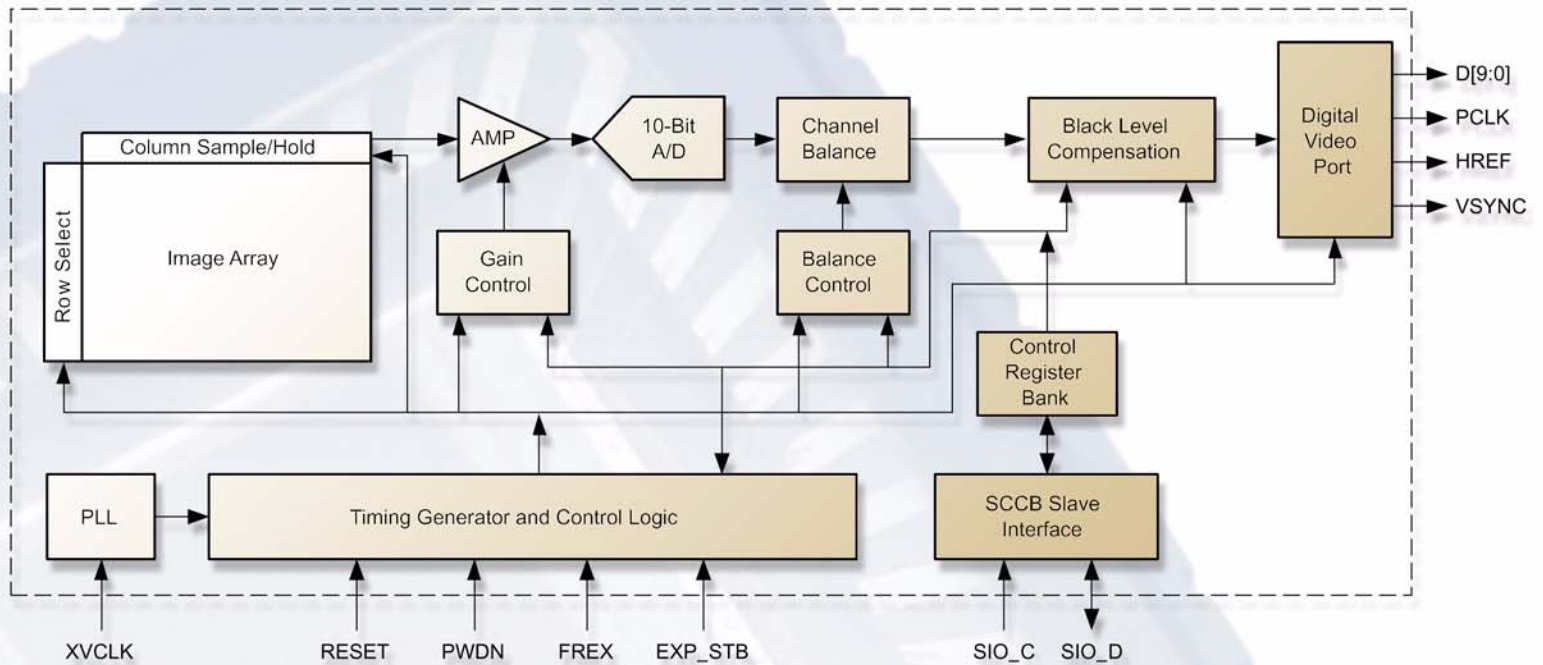 D[9:0]
PCLK
HREF
VSYNC
Column Sample/Hold
Row Select
Image Array
AMP
10-Bit
A/D
Channel
Balance
Black Level
Compensation
Digital
Video
Port
Gain
Control
Balance
Control
Control
Register
Bank
PLL
Timing Generator and Control Logic
SCCB Slave
Interface
XVCLK
RESET
PWDN
FREX
EXP_STB
SIO_C
SIO_D